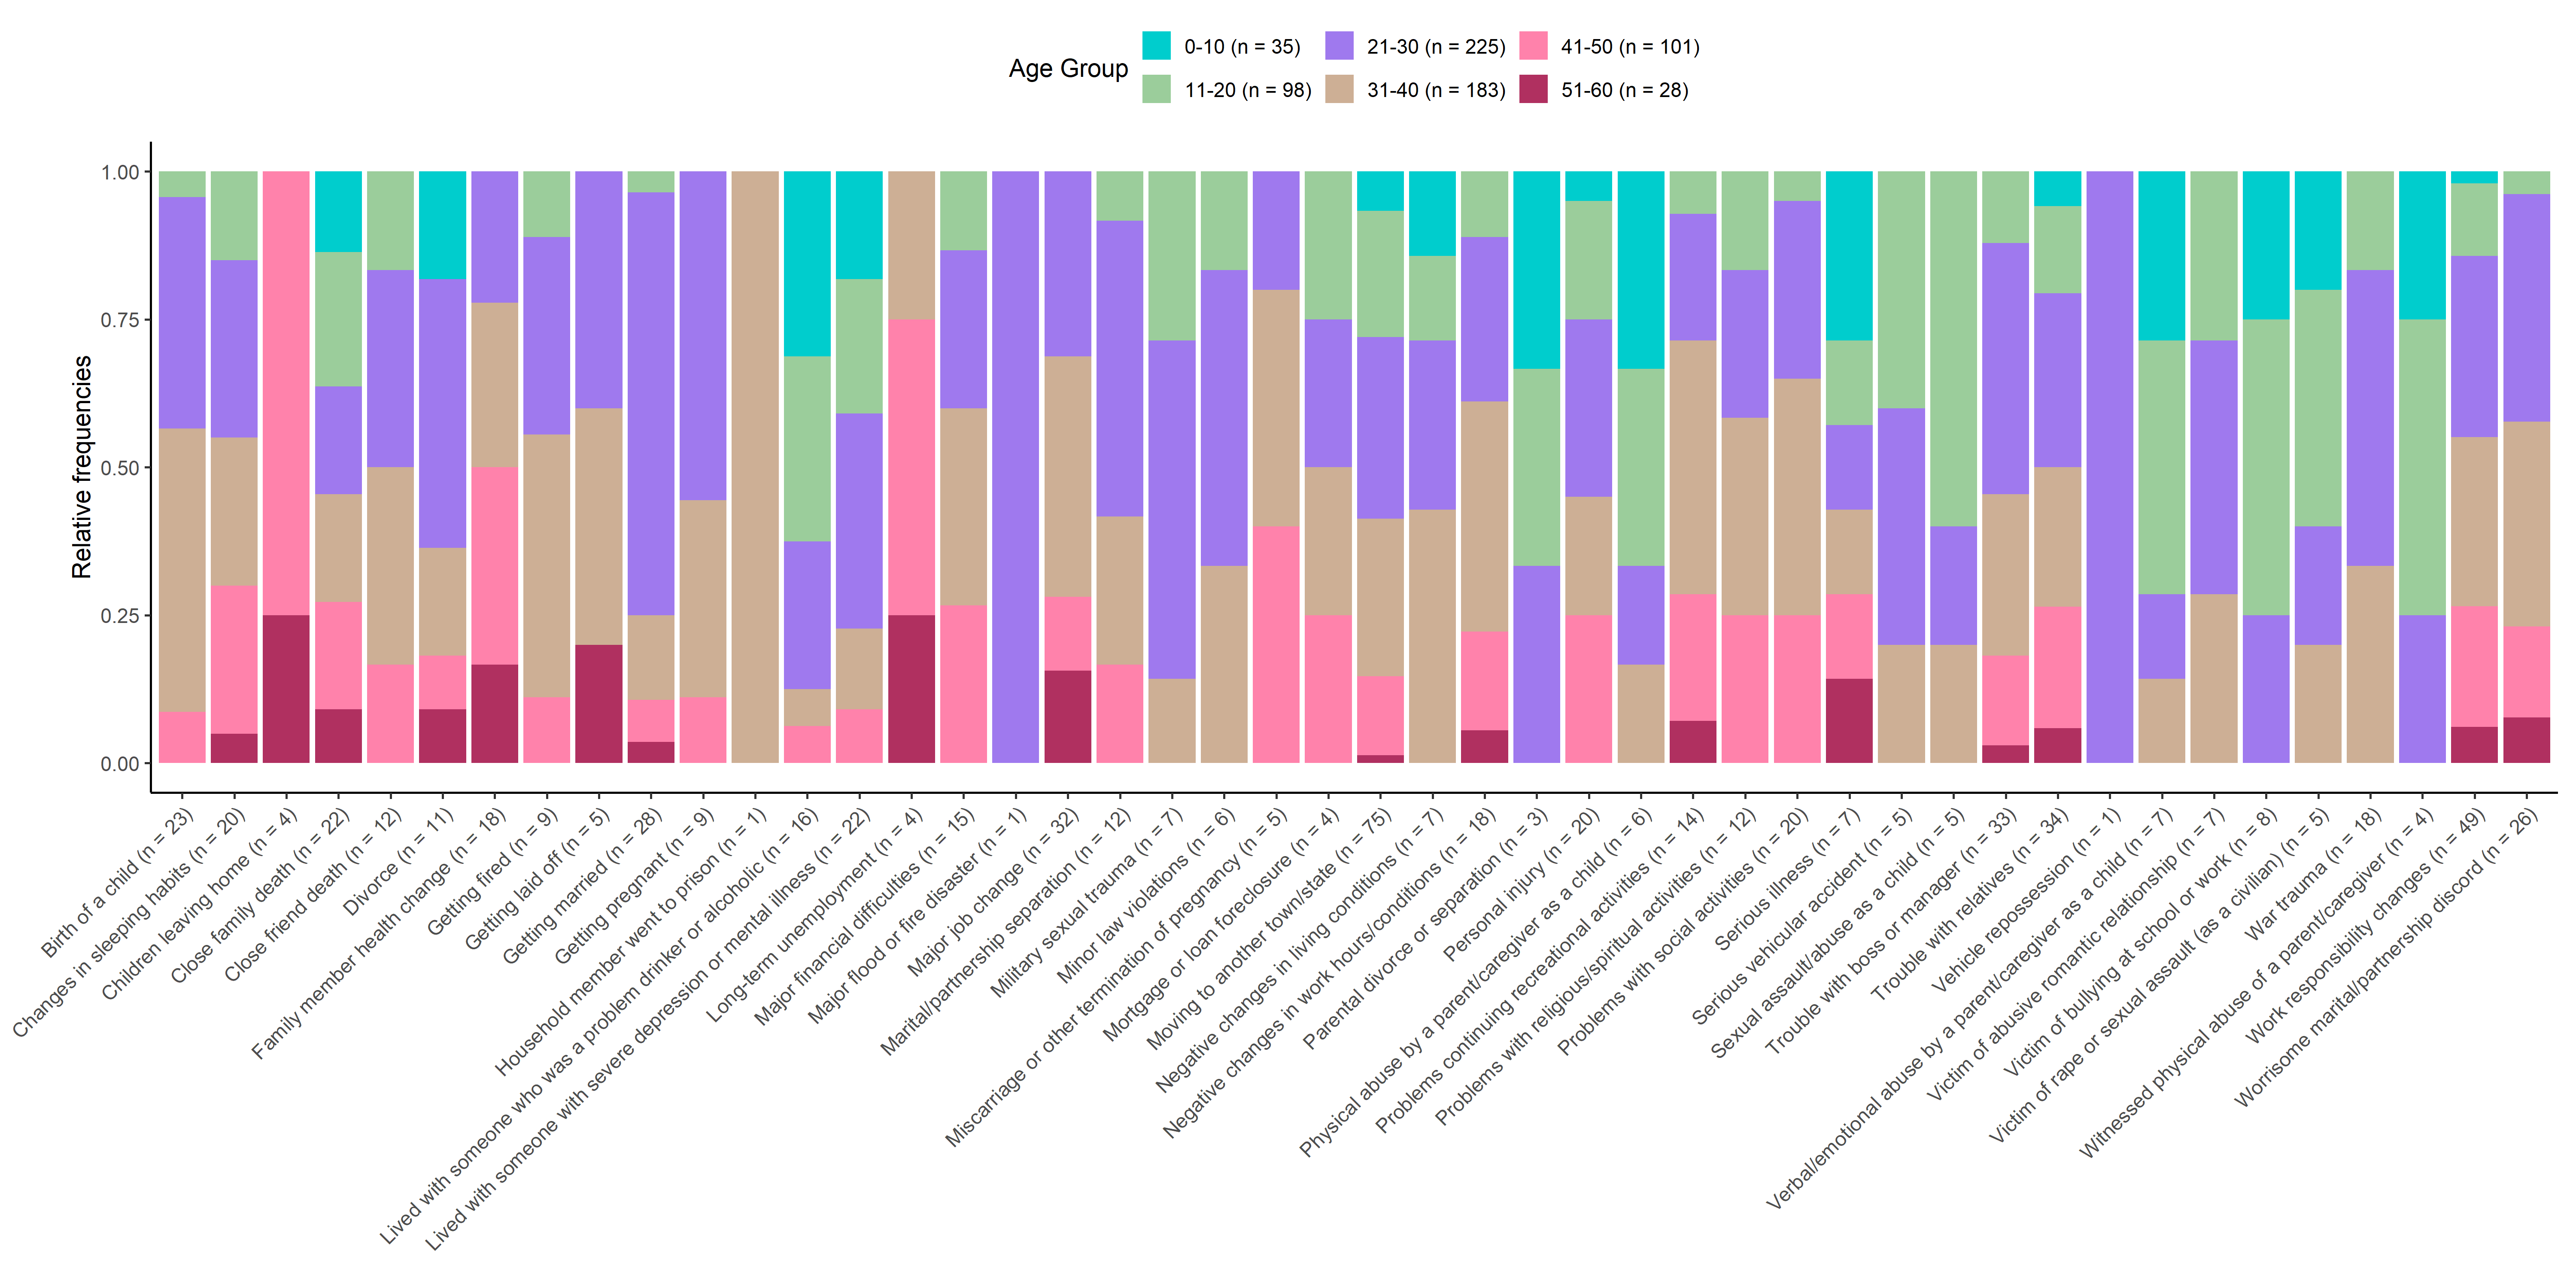 Age Group
0-10 (n = 35)
21-30 (n = 225)
41-50 (n = 101)
11-20 (n = 98)
31-40 (n = 183)
51-60 (n = 28)
Relative frequencies
1.00
0.75
0.50
0.25
0.00
Birth of a child (n = 23)
Changes in sleeping habits (n = 20)
Children leaving home (n = 4)
Close family death (n = 22)
Close friend death (n = 12)
Divorce (n = 11)
Family member health change (n = 18)
Getting fired (n = 9)
Getting laid off (n = 5)
Getting married (n = 28)
Getting pregnant (n = 9)
Household member went to prison (n = 1)
Lived with someone who was a problem drinker or alcoholic (n = 16)
Lived with someone with severe depression or mental illness (n = 22)
Long-term unemployment (n = 4)
Major financial difficulties (n = 15)
Major flood or fire disaster (n = 1)
Major job change (n = 32)
Marital/partnership separation (n = 12)
Military sexual trauma (n = 7)
Minor law violations (n = 6)
Miscarriage or other termination of pregnancy (n = 5)
Mortgage or loan foreclosure (n = 4)
Moving to another town/state (n = 75)
Negative changes in living conditions (n = 7)
Negative changes in work hours/conditions (n = 18)
Parental divorce or separation (n = 3)
Personal injury (n = 20)
Physical abuse by a parent/caregiver as a child (n = 6)
Problems continuing recreational activities (n = 14)
Problems with religious/spiritual activities (n = 12)
Problems with social activities (n = 20)
Serious illness (n = 7)
Serious vehicular accident (n = 5)
Sexual assault/abuse as a child (n = 5)
Trouble with boss or manager (n = 33)
Trouble with relatives (n = 34)
Vehicle repossession (n = 1)
Verbal/emotional abuse by a parent/caregiver as a child (n = 7)
Victim of abusive romantic relationship (n = 7)
Victim of bullying at school or work (n = 8)
Victim of rape or sexual assault (as a civilian) (n = 5)
War trauma (n = 18)
Witnessed physical abuse of a parent/caregiver (n = 4)
Work responsibility changes (n = 49)
Worrisome marital/partnership discord (n = 26)